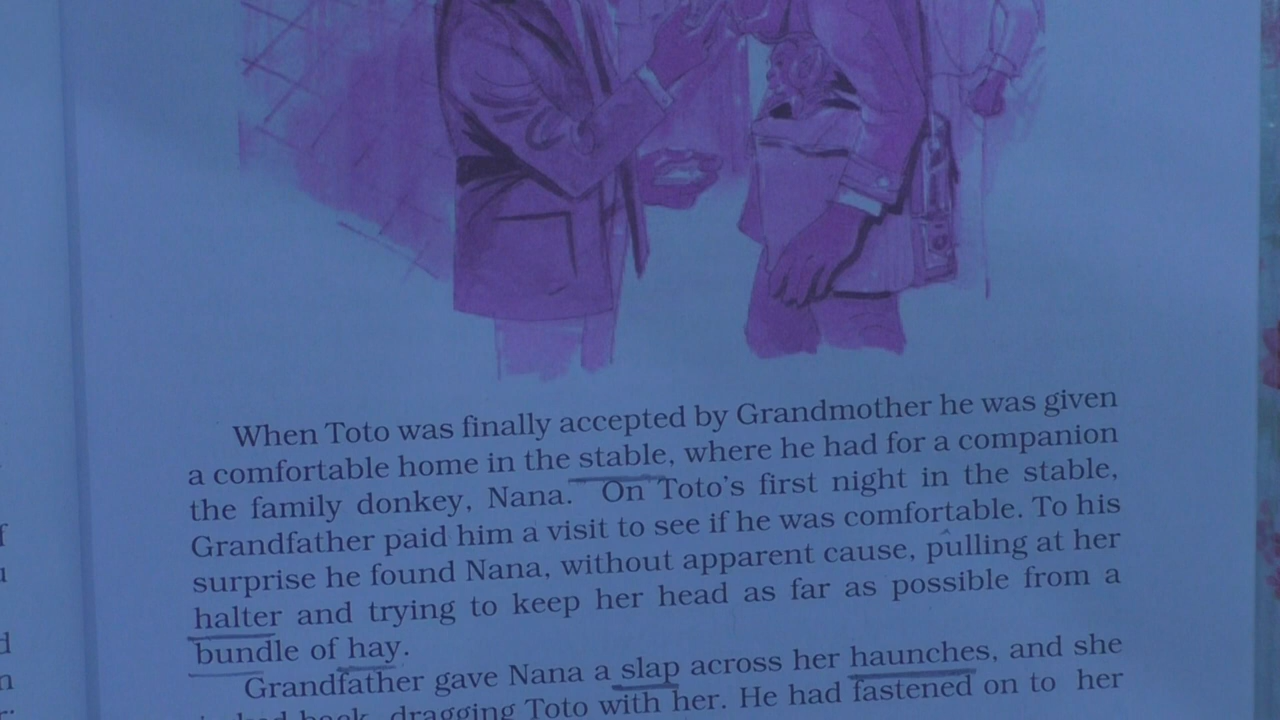 When Toto was finally accepted by Grandmother he was given
a comfortable home in the stable, where he had for a companion
the family donkey, Nana. On Toto's first night in the stable,
Grandfather paid him a visit to see if he was comfortable. To his
surprise he found Nana, without apparent cause, pulling at her
halter and trying to keep her head as far as possible from a
bundle of hay.
Grandfather gave Nana a slap across her haunches, and she
back, dragging Toto with her. He had fastened on to her